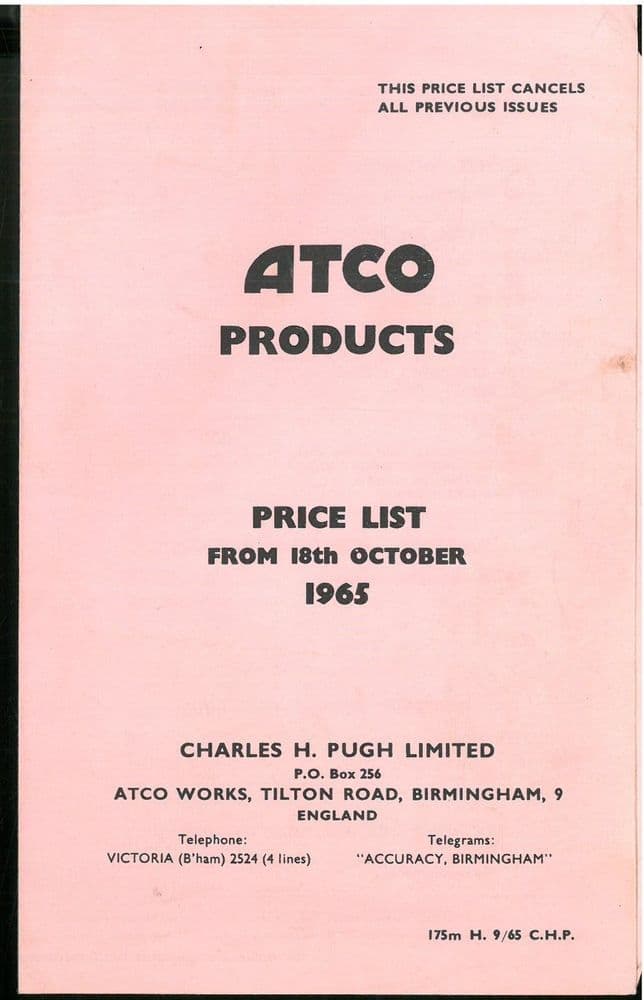 THIS PRICE LIST CANCELS
ALL PREVIOUS ISSUES
ATCO
PRODUCTS
PRICE LIST
FROM 18th OCTOBER
1965
CHARLES H. PUGH LIMITED
P.O. Box 256
ATCO WORKS, TILTON ROAD, BIRMINGHAM, 9
ENGLAND
Telephone:
VICTORIA (B'ham) 2524 (4 lines)
Telegrams:
"ACCURACY, BIRMINGHAM"
175m H. 9/65 C.H.P.